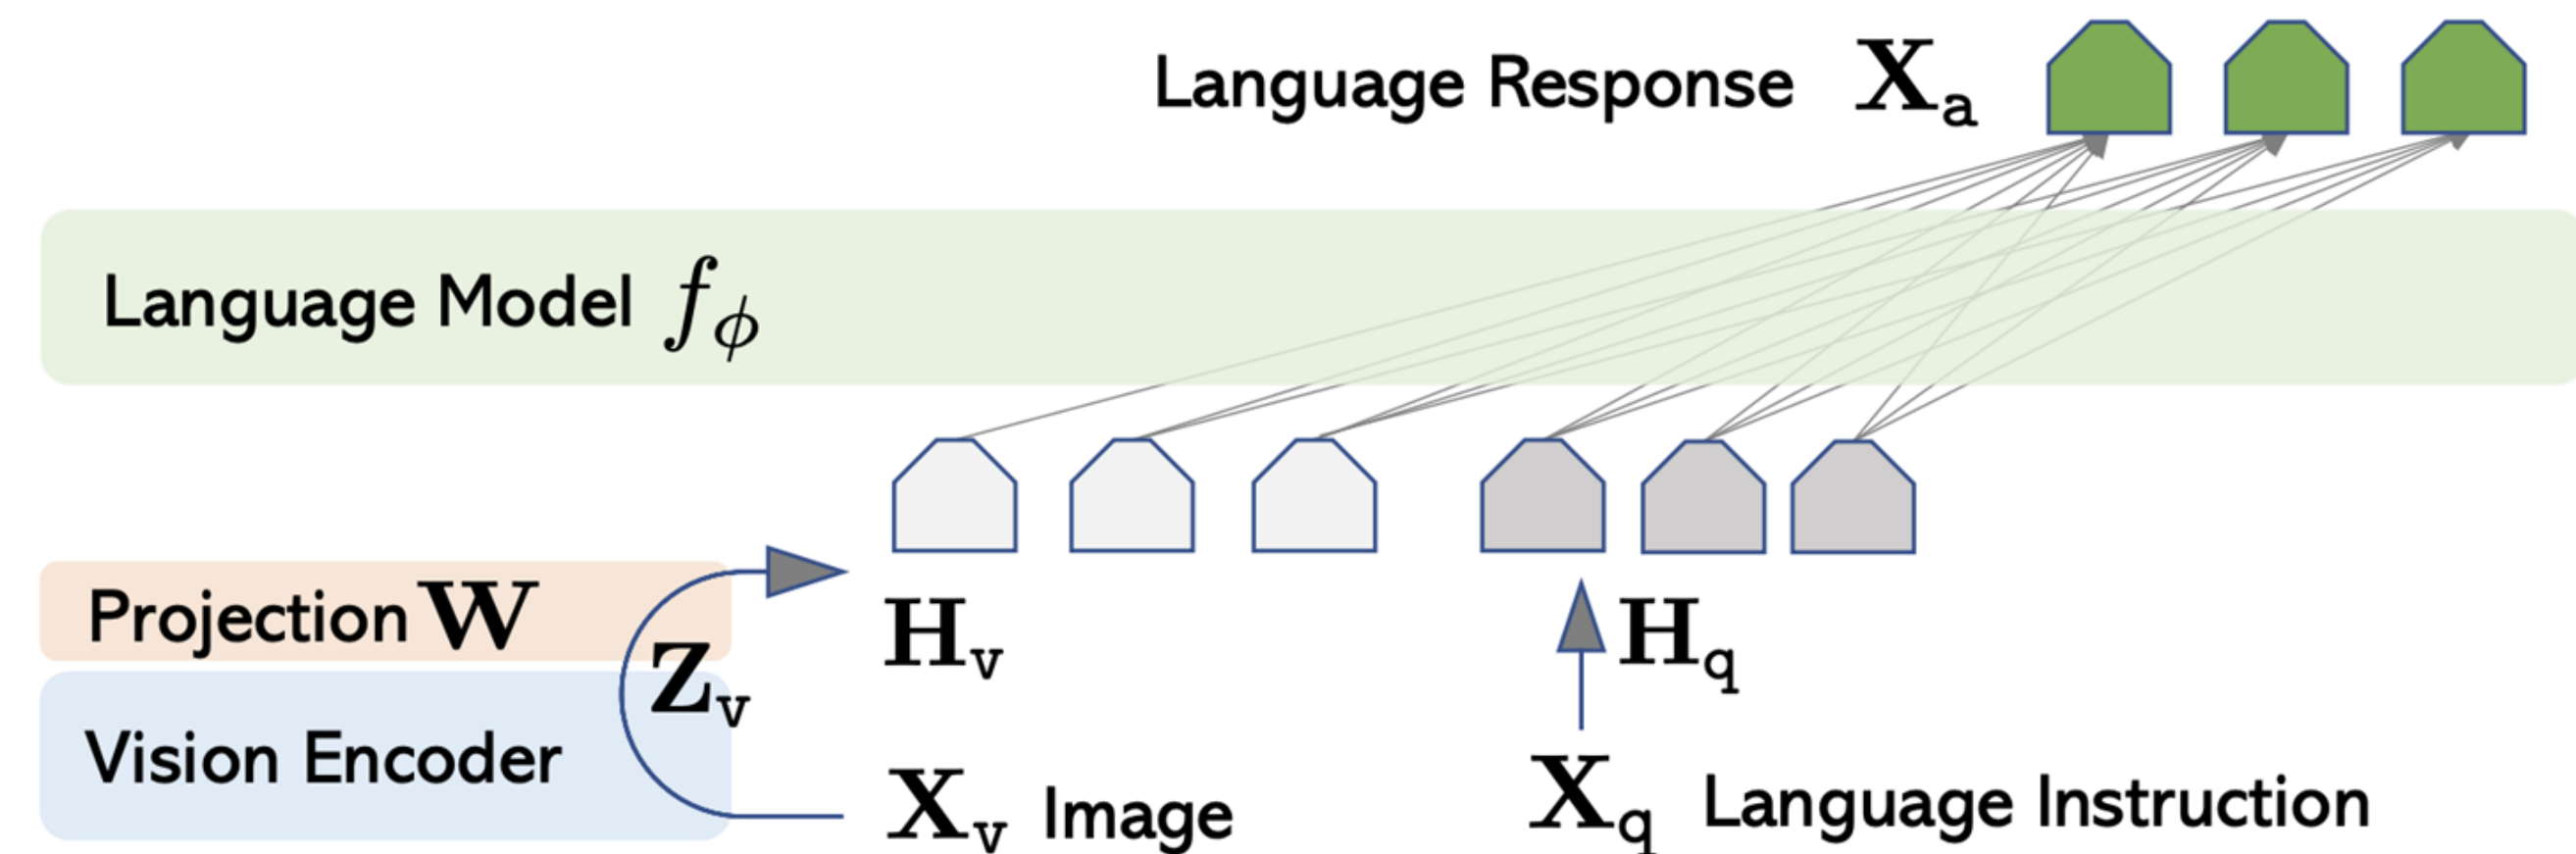 Language Response X_a
Language Model f_ϕ
Projection W
Z_v
H_v
H_q
Vision Encoder
X_v Image
X_q Language Instruction